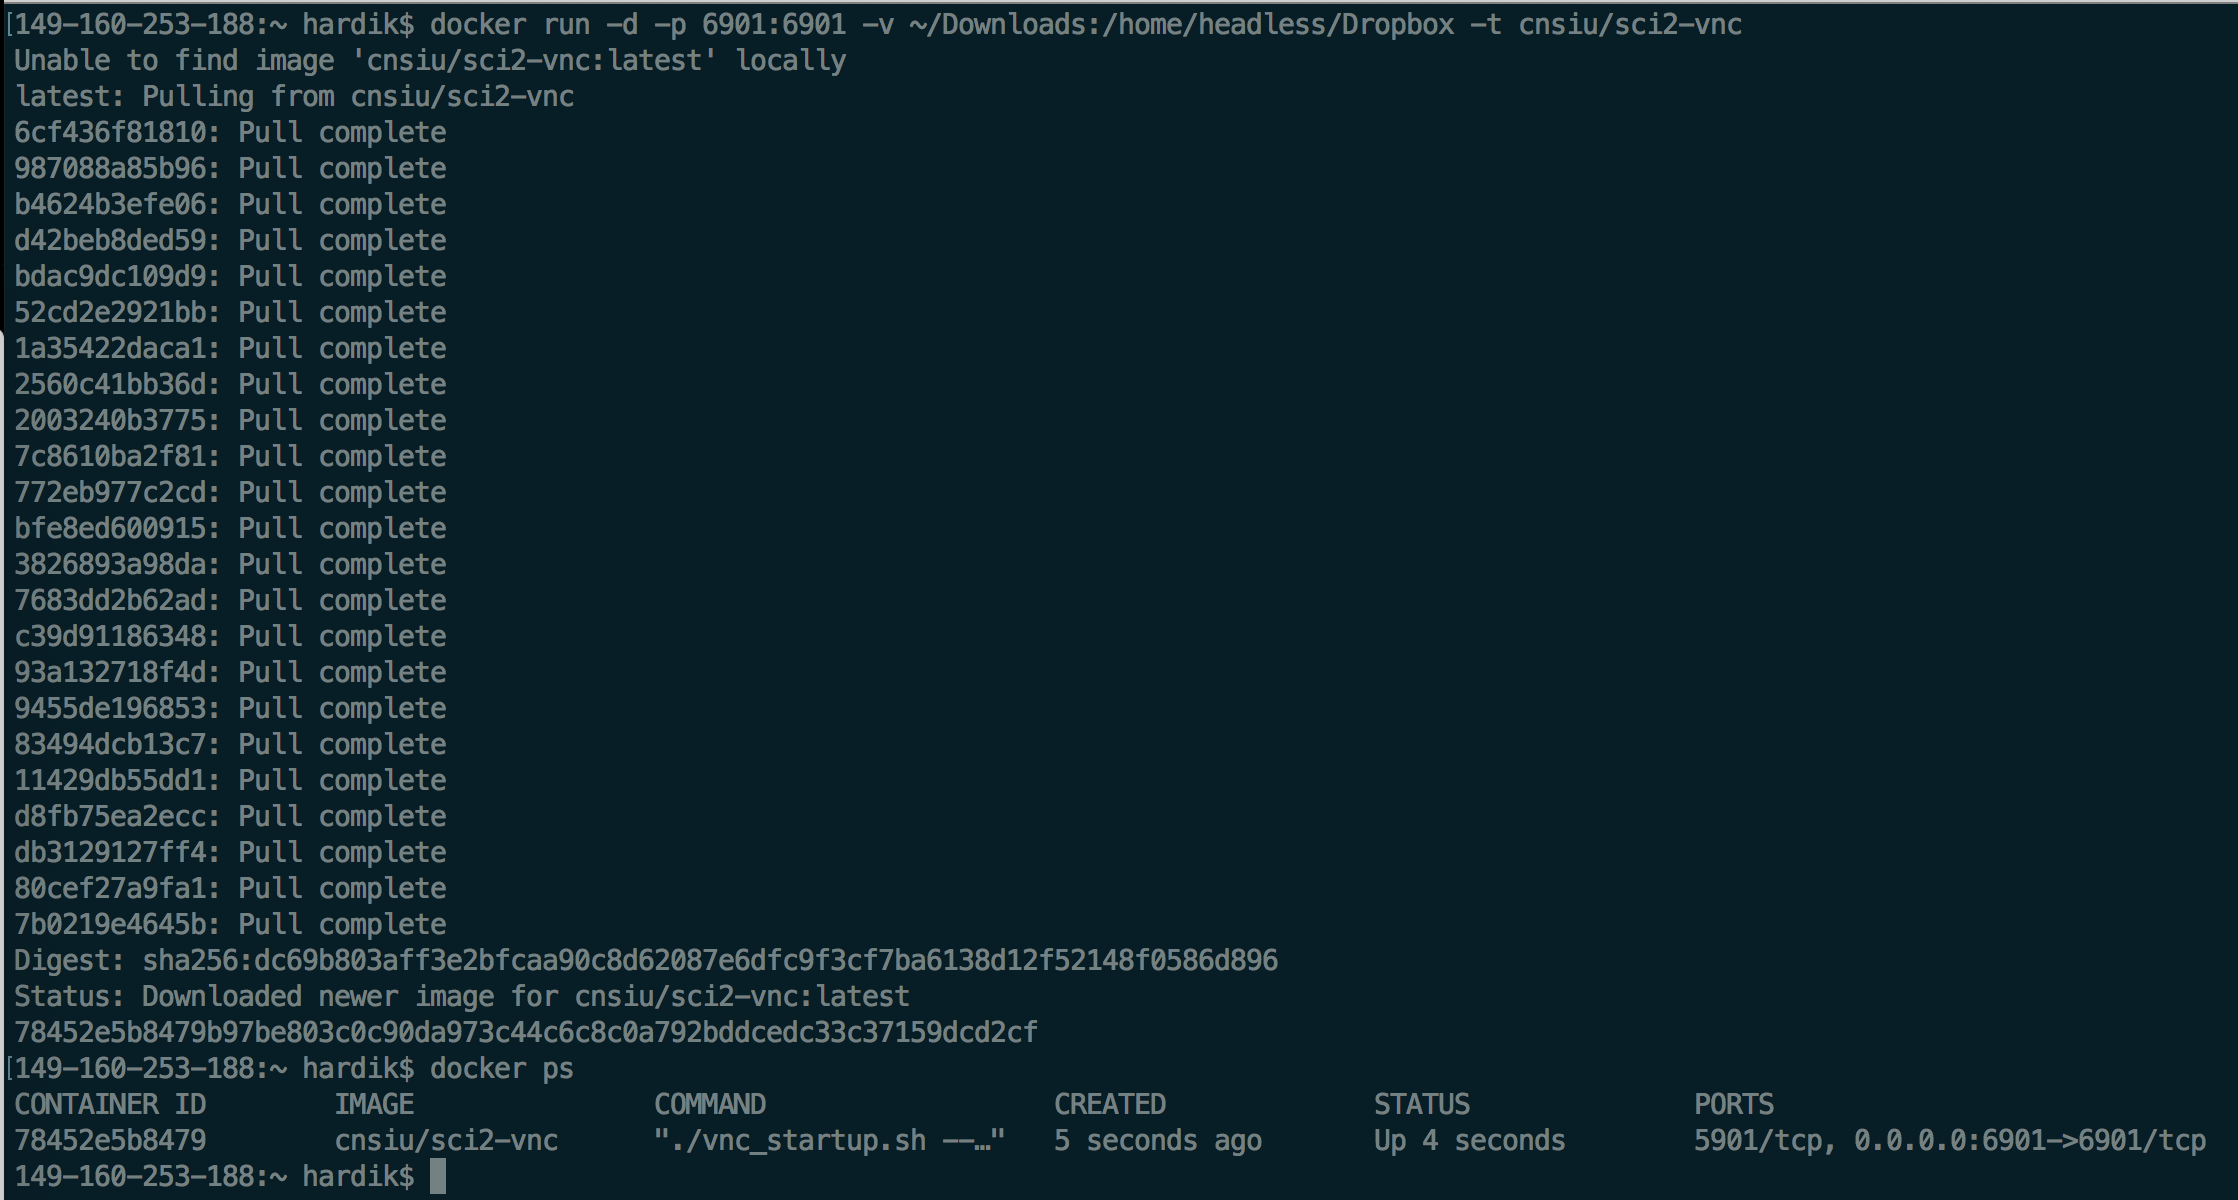 [149-160-253-188:~ hardik$ docker run -d -p 6901:6901 -v ~/Downloads:/home/headless/Dropbox -t cnsiu/sci2-vnc
Unable to find image 'cnsiu/sci2-vnc:latest' locally
latest: Pulling from cnsiu/sci2-vnc
6cf436f81810: Pull complete
987088a85b96: Pull complete
b4624b3efe06: Pull complete
d42beb8ded59: Pull complete
bdac9dc109d9: Pull complete
52cd2e2921bb: Pull complete
1a35422daca1: Pull complete
2560c41bb36d: Pull complete
2003240b3775: Pull complete
7c8610ba2f81: Pull complete
772eb977c2cd: Pull complete
bfe8ed600915: Pull complete
3826893a98da: Pull complete
7683dd2b62ad: Pull complete
c39d91186348: Pull complete
93a132718f4d: Pull complete
9455de196853: Pull complete
83494dcb13c7: Pull complete
11429db55dd1: Pull complete
d8fb75ea2ecc: Pull complete
db3129127ff4: Pull complete
80cef27a9fa1: Pull complete
7b0219e4645b: Pull complete
Digest: sha256:dc69b803aff3e2bfcaa90c8d62087e6dfc9f3cf7ba6138d12f52148f0586d896
Status: Downloaded newer image for cnsiu/sci2-vnc:latest
78452e5b8479b97be803c0c90da973c44c6c8c0a792bddcedc33c37159dcd2cf
[149-160-253-188:~ hardik$ docker ps
CONTAINER ID        IMAGE               COMMAND                  CREATED             STATUS              PORTS
78452e5b8479        cnsiu/sci2-vnc      "./vnc_startup.sh --…"   5 seconds ago       Up 4 seconds        5901/tcp, 0.0.0.0:6901->6901/tcp
149-160-253-188:~ hardik$